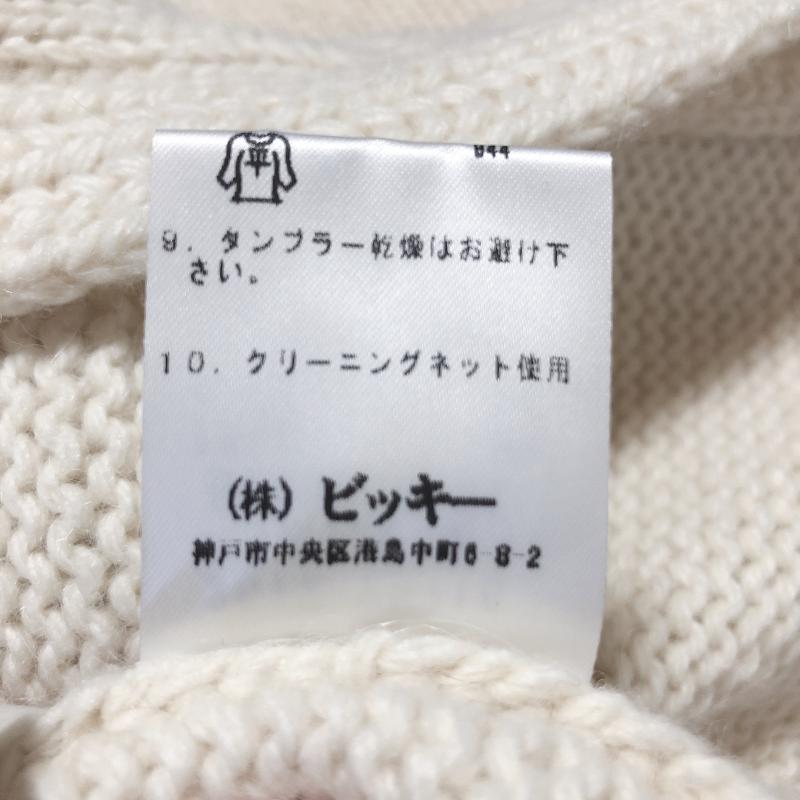 平
944
9. タンブラー乾燥はお避け下
さい。
10. クリーニングネット使用
(株) ビッキー
神戸市中央区港島中町6-8-2